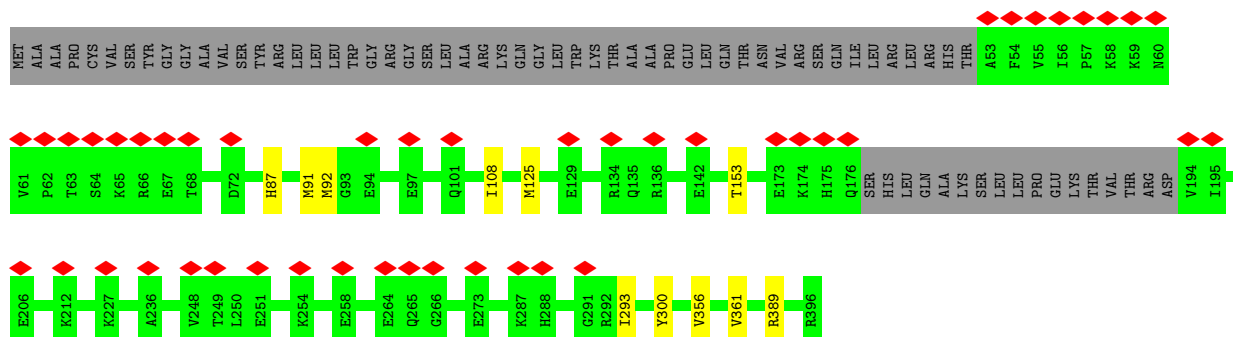 MET ALA ALA PRO CYS VAL SER TYR GLY GLY ALA VAL SER TYR ARG LEU LEU LEU TRP GLY ARG GLY SER LEU ALA ARG LYS GLN GLY LEU TRP LYS THR ALA ALA PRO GLU LEU GLN THR ASN VAL ARG SER GLN ILE LEU ARG LEU ARG HIS THR A53 F54 V55 I56 P57 K58 K59 N60
V61 P62 T63 S64 K65 R66 E67 T68 D72 H87 M91 M92 G93 E94 E97 Q101 I108 M125 E129 R134 Q135 R136 E142 T153 E173 K174 H175 Q176 SER HIS LEU GLN ALA LYS SER LEU LEU PRO GLU LYS THR VAL THR ARG ASP V194 I195
E206 K212 K227 A236 V248 T249 L250 E251 K254 E258 E264 Q265 G266 E273 K287 H288 G291 R292 I293 Y300 V356 V361 R389 R396